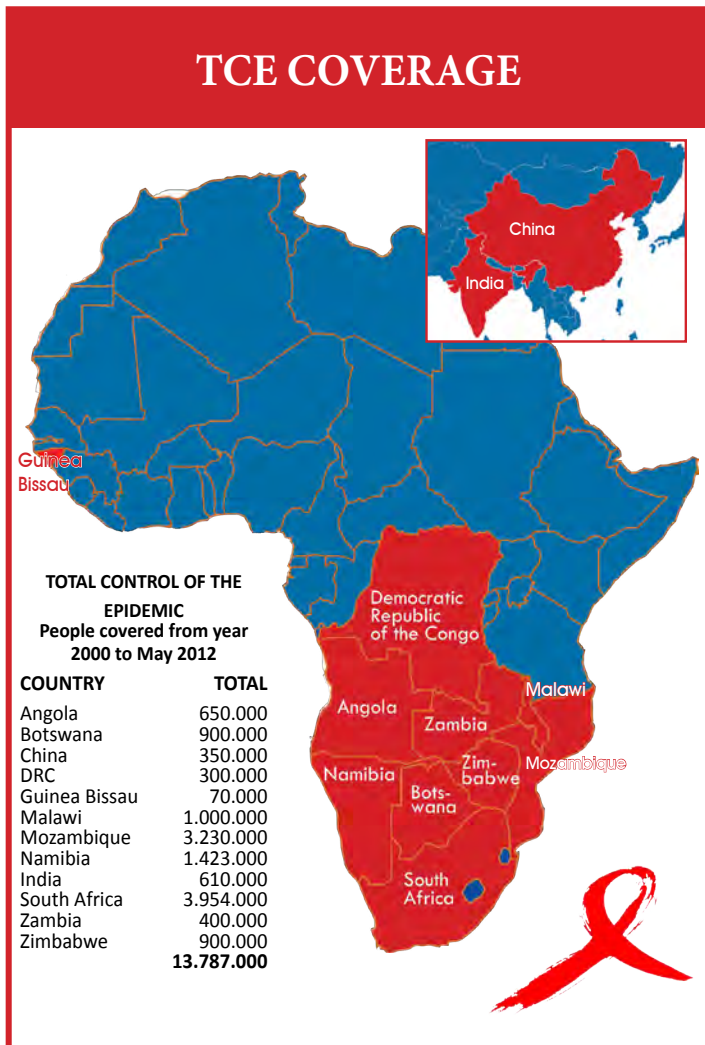 TCE COVERAGE
China
India
Guinea
Bissau
Democratic
Republic
of the Congo
Angola
Zambia
Malawi
Mozambique
Zim-
babwe
Namibia
Bots-
wana
South
Africa
TOTAL CONTROL OF THE
EPIDEMIC
People covered from year
2000 to May 2012
COUNTRY TOTAL
Angola 650.000
Botswana 900.000
China 350.000
DRC 300.000
Guinea Bissau 70.000
Malawi 1.000.000
Mozambique 3.230.000
Namibia 1.423.000
India 610.000
South Africa 3.954.000
Zambia 400.000
Zimbabwe 900.000
13.787.000